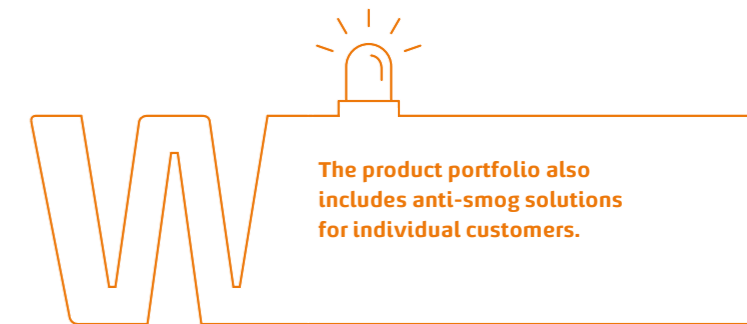 W
The product portfolio also
includes anti-smog solutions
for individual customers.